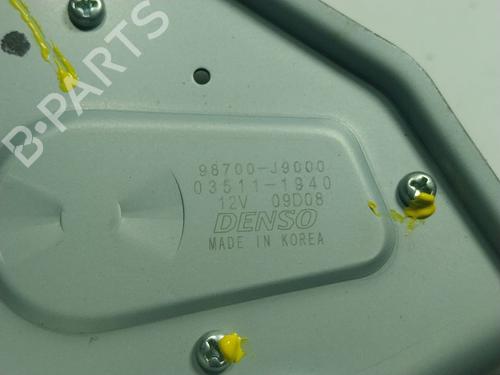 B-PARTS
98700-J9000
03511-1940
12V 09D08
DENSO
MADE IN KOREA